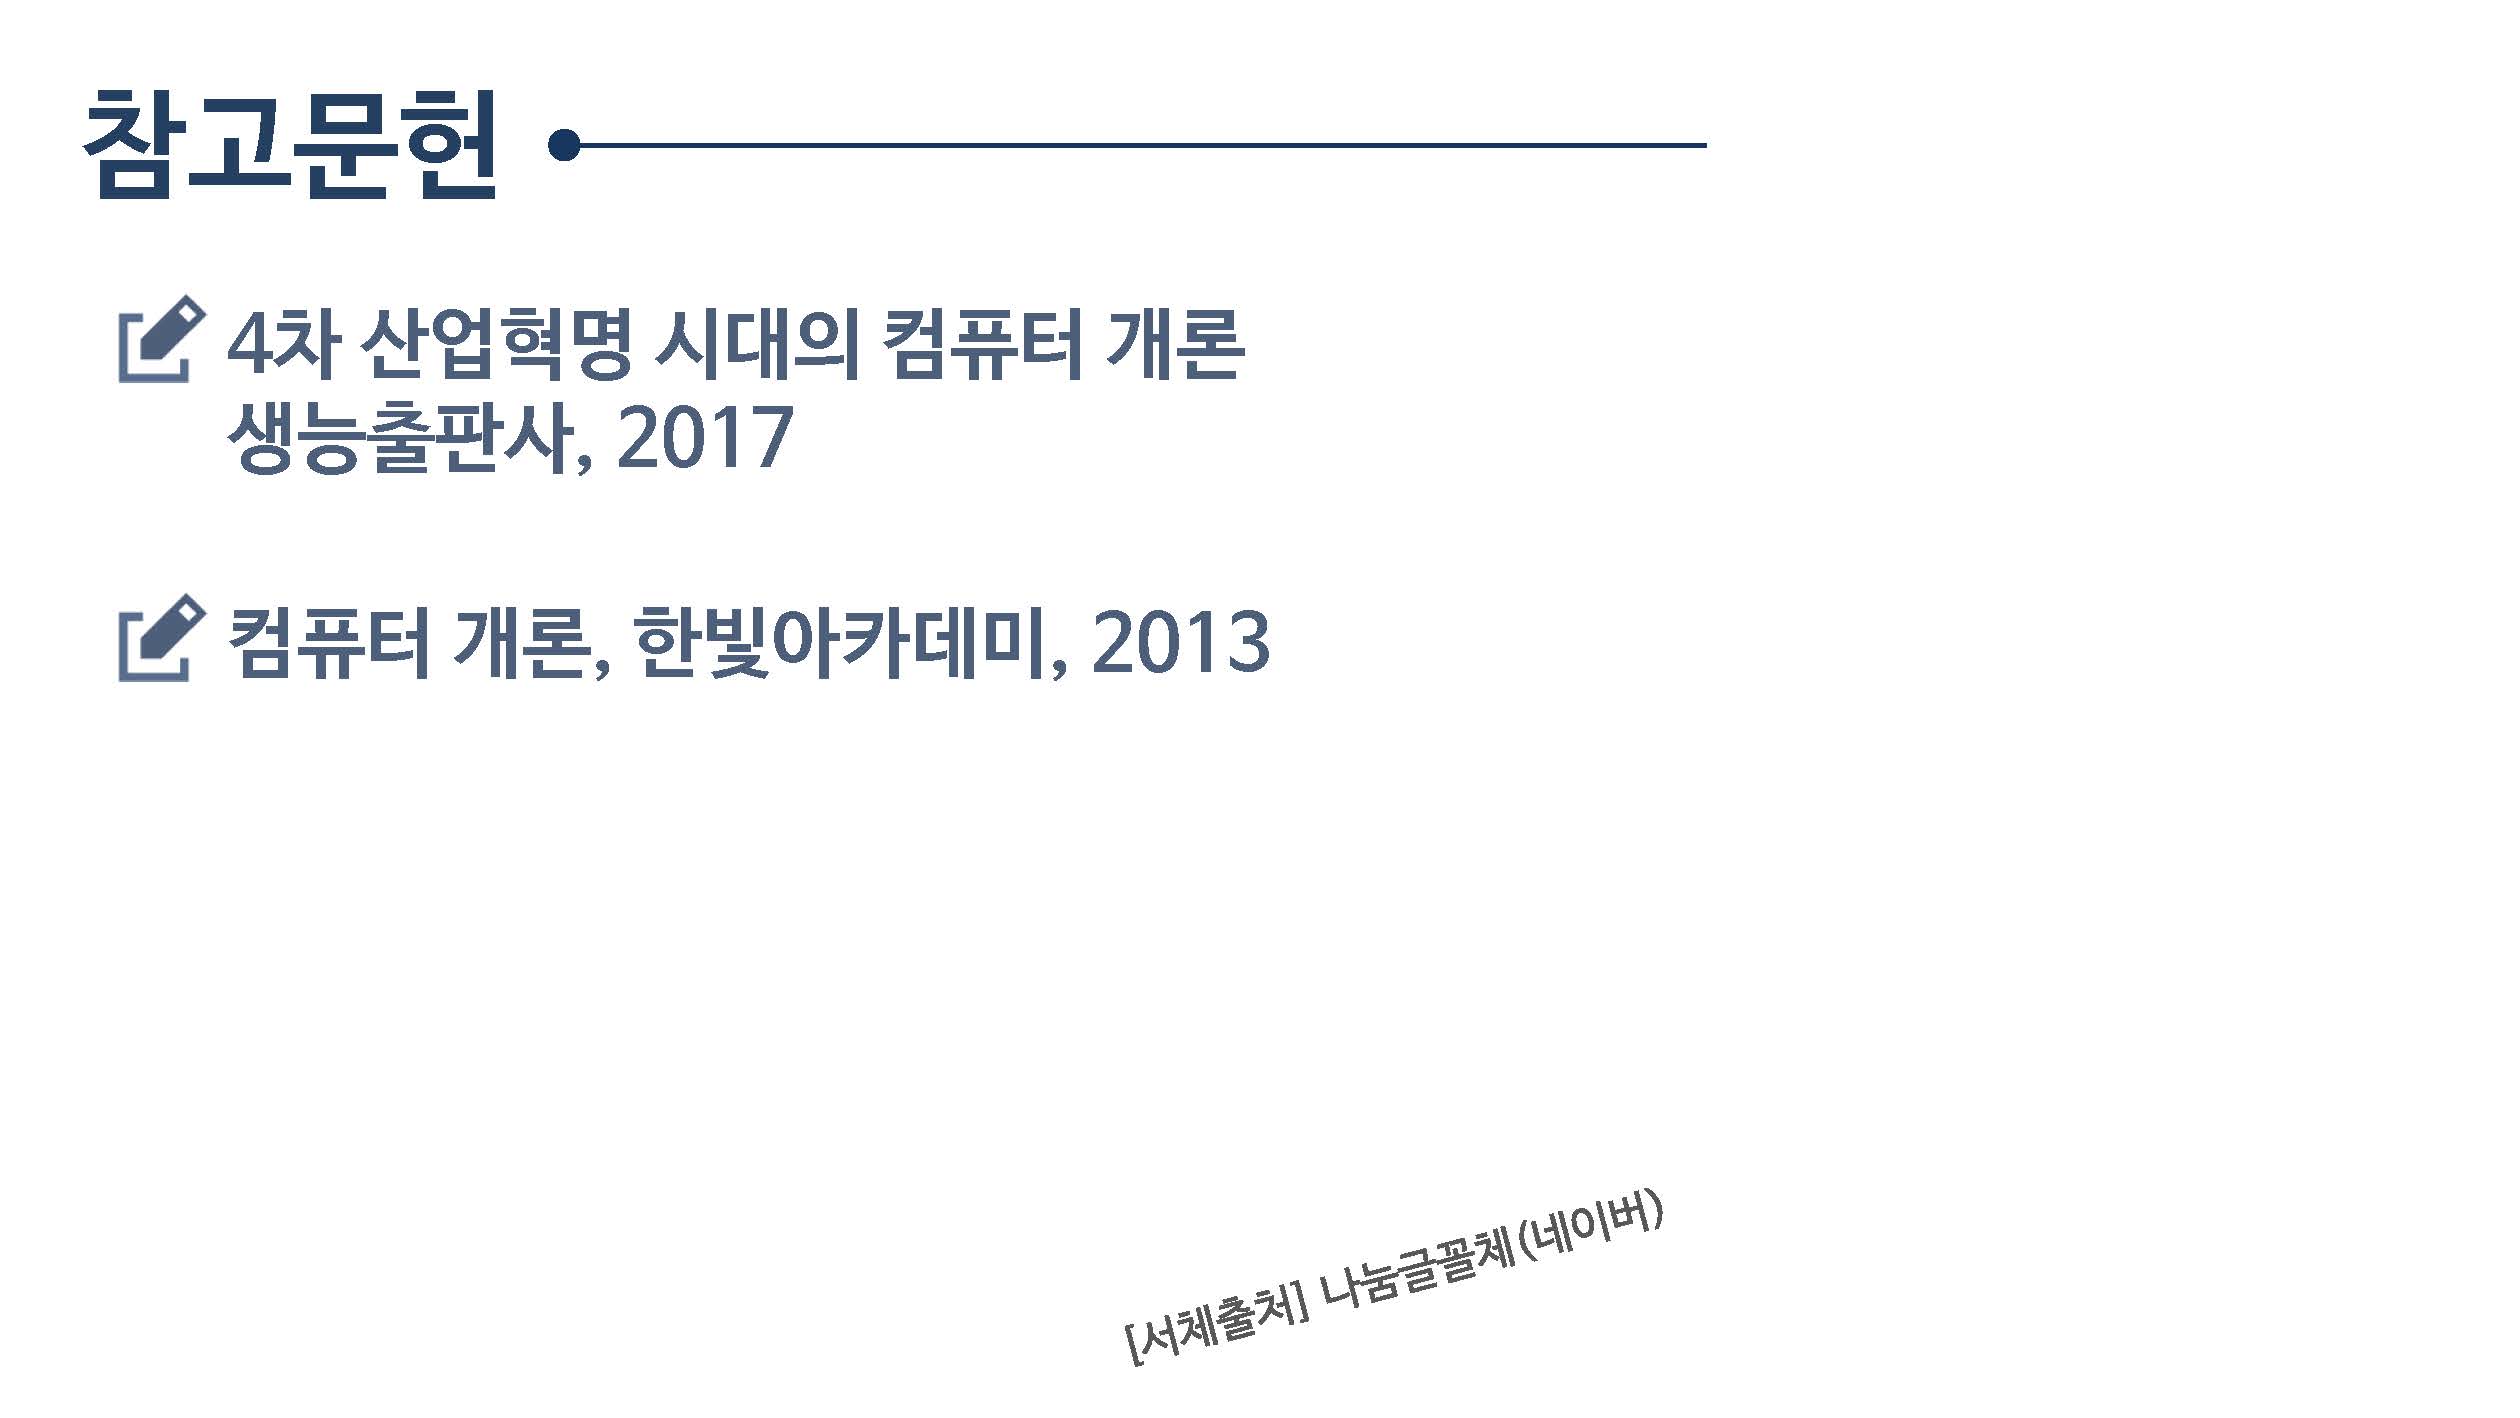 참고문헌
4차 산업혁명 시대의 컴퓨터 개론
생능출판사, 2017
컴퓨터 개론, 한빛아카데미, 2013
[서체출처] 나눔글꼴체(네이버)